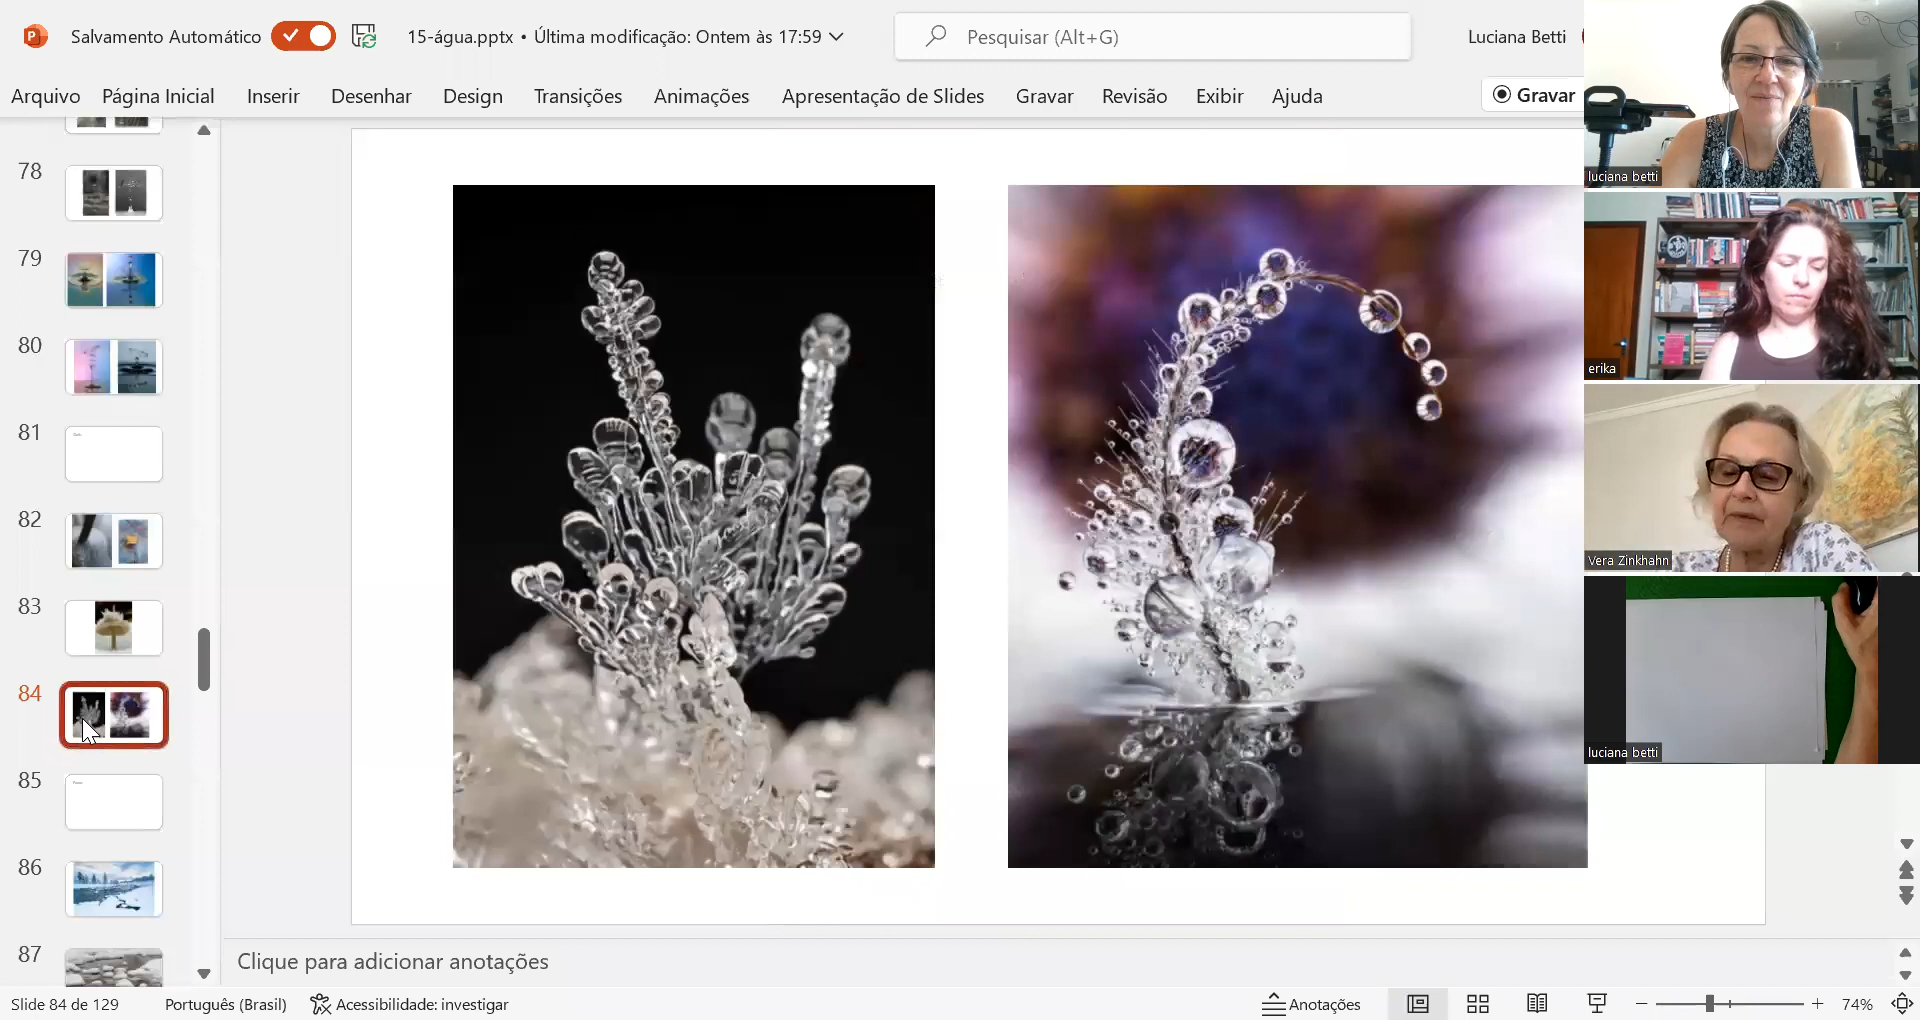 Salvamento Automático
15-água.pptx • Última modificação: Ontem às 17:59
Pesquisar (Alt+G)
Luciana Betti
Arquivo Página Inicial Inserir Desenhar Design Transições Animações Apresentação de Slides Gravar Revisão Exibir Ajuda
Gravar
78
79
80
81
82
83
84
85
86
87
luciana betti
erika
Vera Zinkhahn
luciana betti
Clique para adicionar anotações
Slide 84 de 129
Português (Brasil)
Acessibilidade: investigar
Anotações
74%